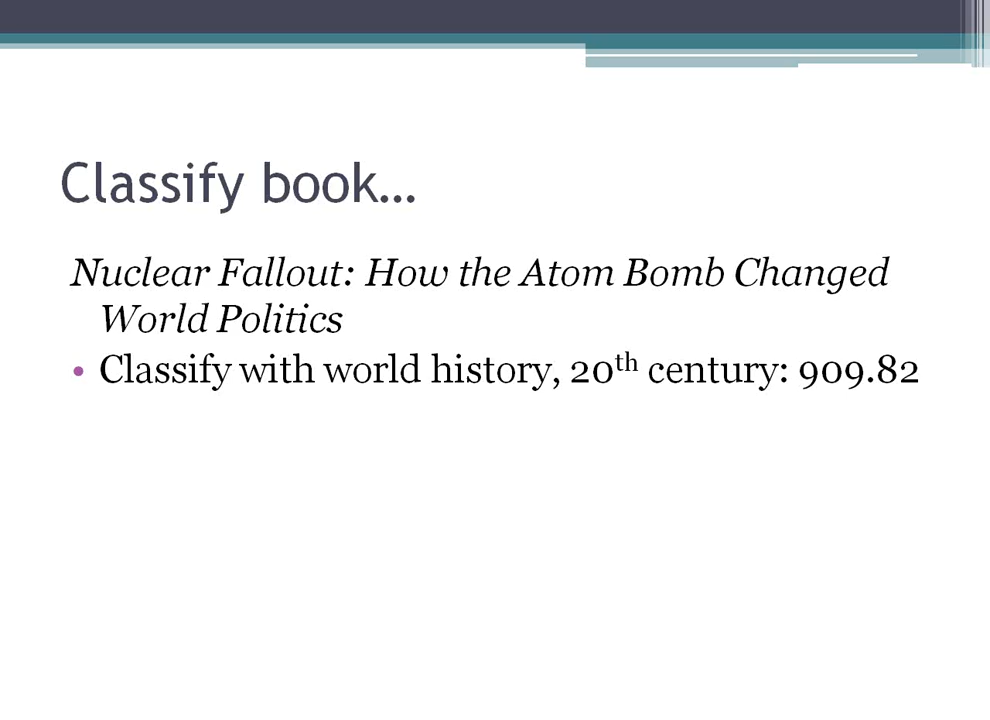 Classify book…
Nuclear Fallout: How the Atom Bomb Changed
World Politics
• Classify with world history, 20th century: 909.82